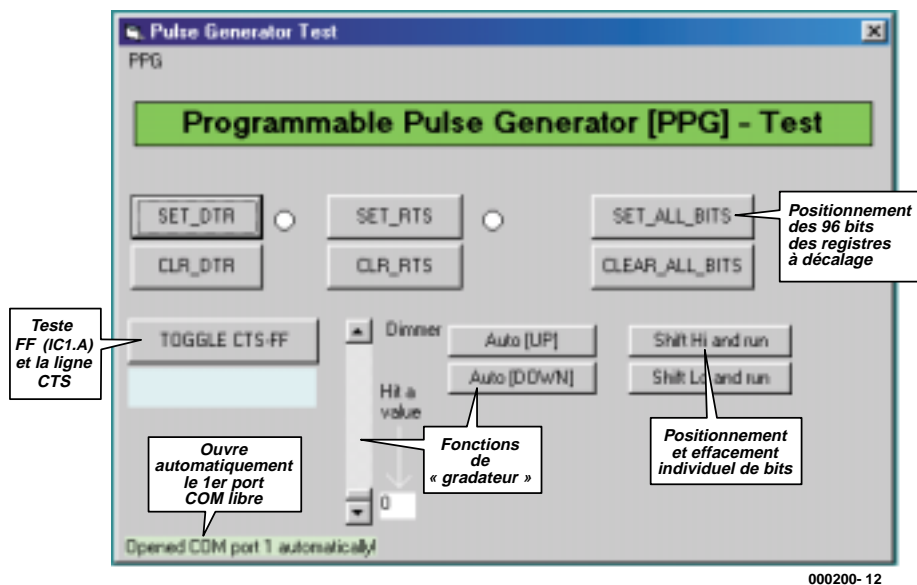 Pulse Generator Test
PPG
Programmable Pulse Generator [PPG] - Test
SET_DTR
SET_RTS
SET_ALL_BITS
Positionnement
des 96 bits
des registres
à décalage
CLR_DTR
CLR_RTS
CLEAR_ALL_BITS
Teste
FF (IC1.A)
et la ligne
CTS
TOGGLE CTS-FF
Dimmer
Auto [UP]
Shift Hi and run
Auto [DOWN]
Shift Lo and run
Hit a
value
0
Fonctions
de
« gradateur »
Positionnement
et effacement
individuel de bits
Ouvre
automatiquement
le 1er port
COM libre
Opened COM port 1 automatically!
000200- 12